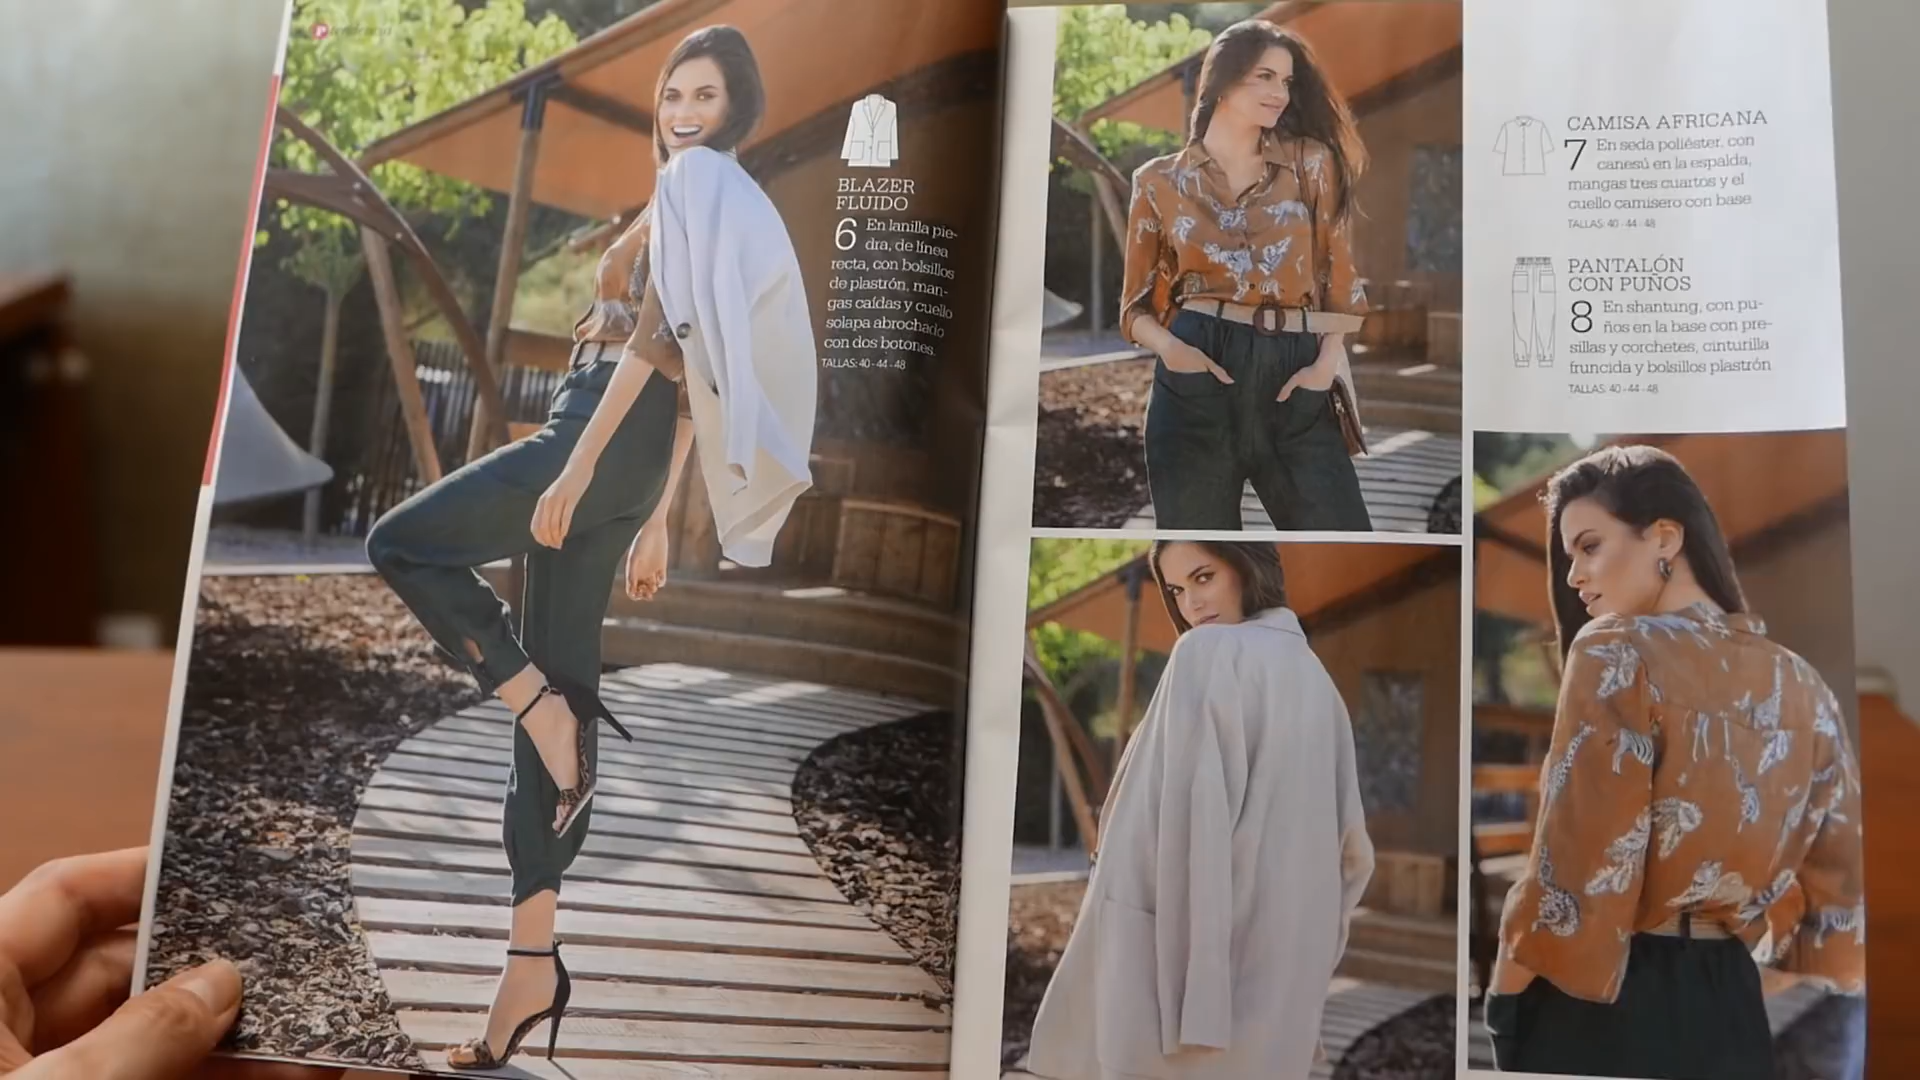 BLAZER
FLUIDO
6 En lanilla pie-
dra, de línea
recta, con bolsillos
de plastrón, man-
gas caídas y cuello
solapa abrochado
con dos botones.
TALLAS: 40 - 44 - 48
CAMISA AFRICANA
7 En seda poliéster, con
canesú en la espalda,
mangas tres cuartos y el
cuello camisero con base
TALLAS: 40 - 44 - 48
PANTALÓN
CON PUÑOS
8 En shantung, con pu-
ños en la base con pre-
sillas y corchetes, cinturilla
fruncida y bolsillos plastrón
TALLAS: 40 - 44 - 48